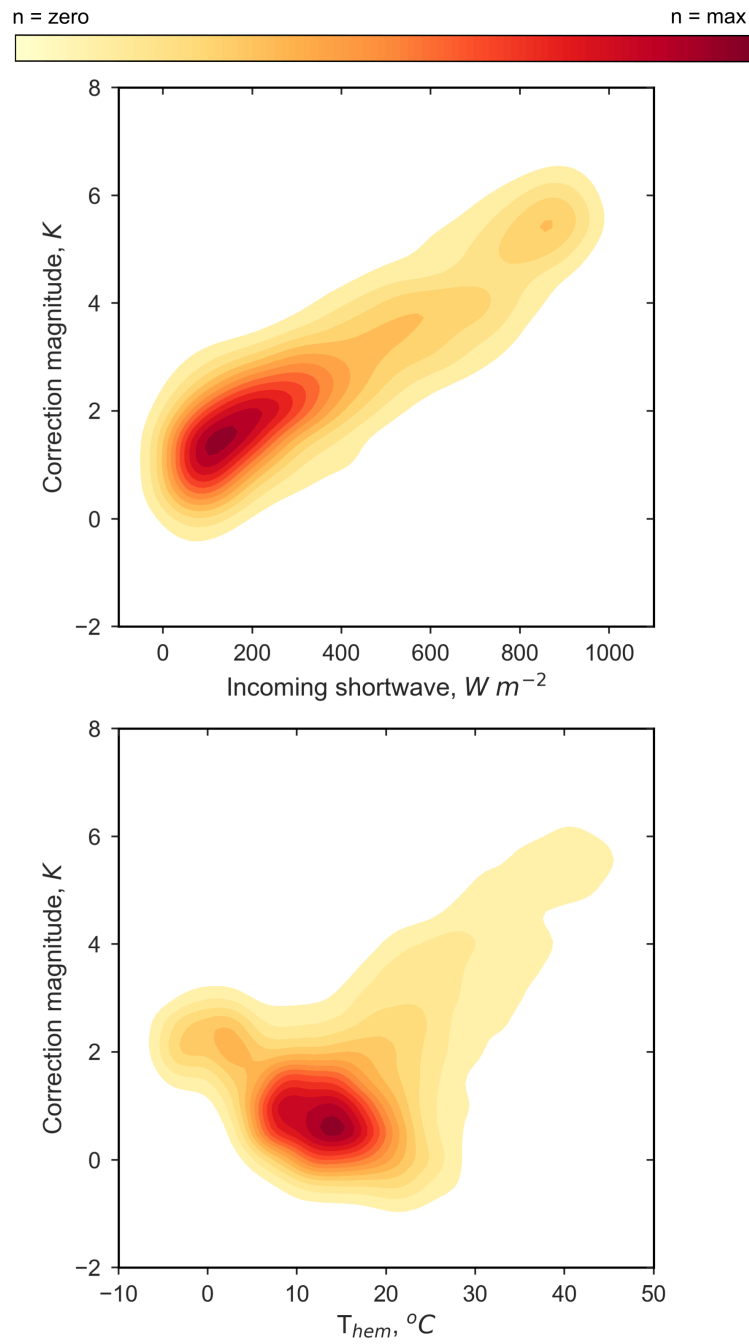 n = zero n = max
8
6
4
2
0
−2
Correction magnitude, K
0 200 400 600 800 1000
Incoming shortwave, W m⁻²
8
6
4
2
0
−2
Correction magnitude, K
−10 0 10 20 30 40 50
T_hem, °C